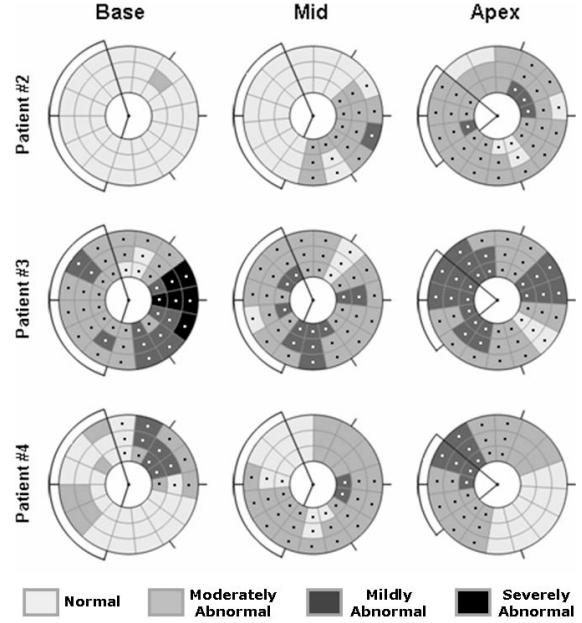 Base Mid Apex
Patient #2
Patient #3
Patient #4
Normal
Moderately
Abnormal
Mildly
Abnormal
Severely
Abnormal